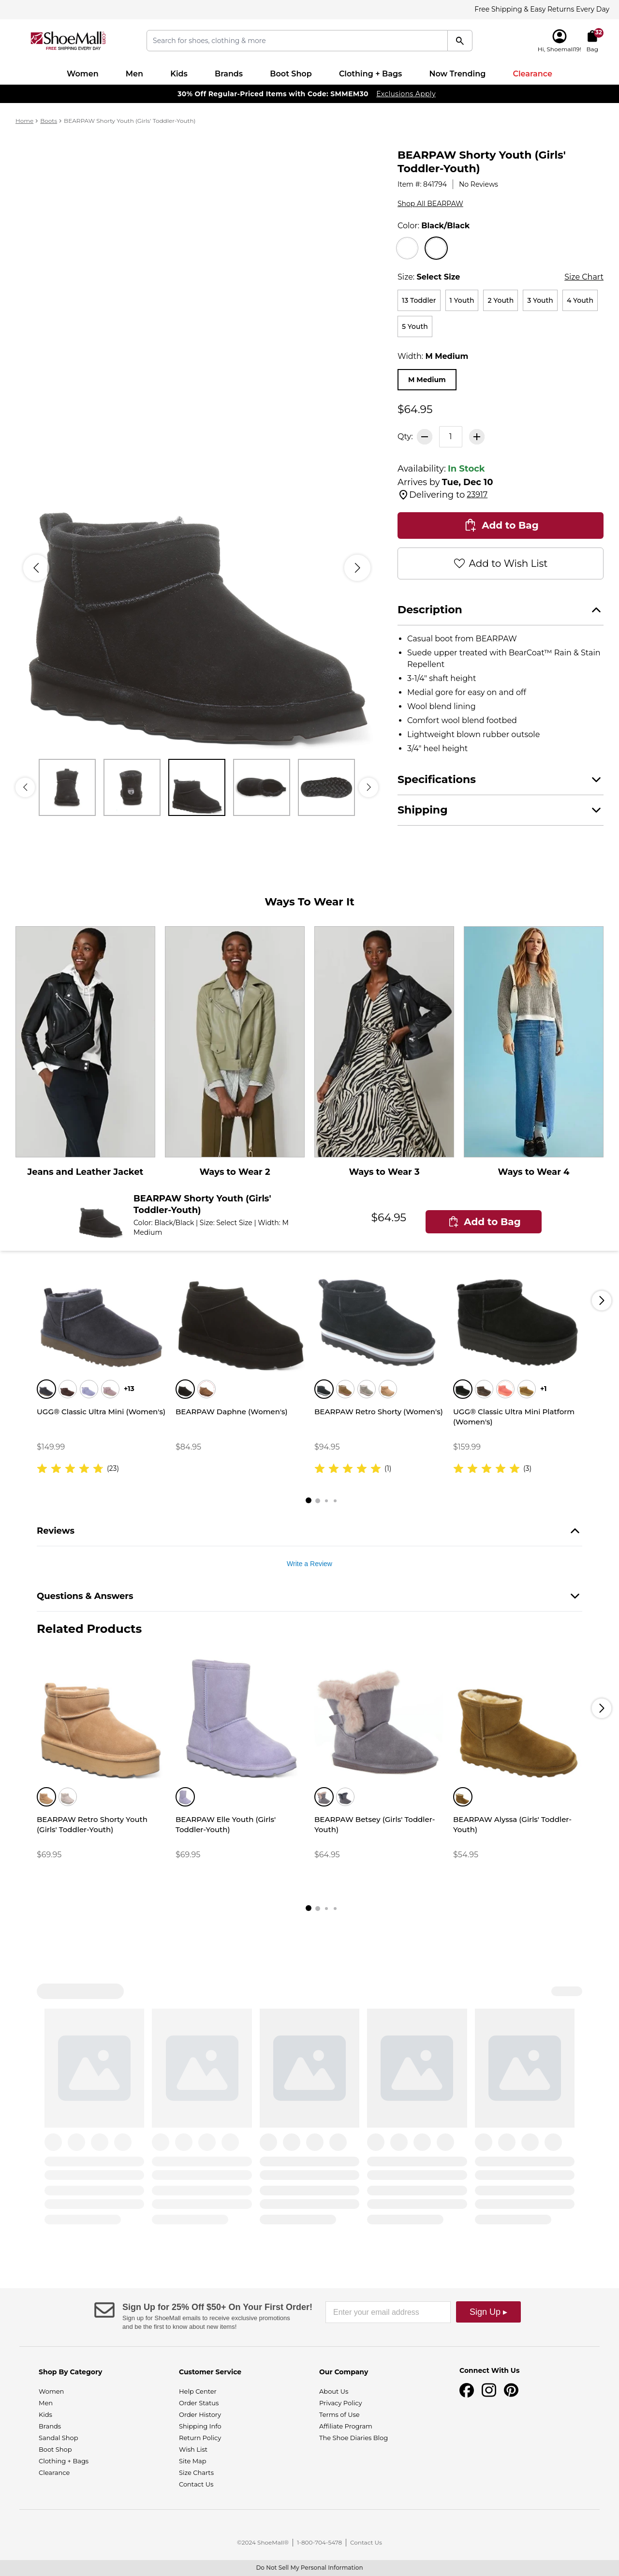 Free Shipping & Easy Returns Every Day
ShoeMall
FREE SHIPPING EVERY DAY
Search for shoes, clothing & more
Hi, Shoemall19!
12
Bag
Women Men Kids Brands Boot Shop Clothing + Bags Now Trending Clearance
30% Off Regular-Priced Items with Code: SMMEM30 Exclusions Apply
Home > Boots > BEARPAW Shorty Youth (Girls' Toddler-Youth)
BEARPAW Shorty Youth (Girls'
Toddler-Youth)
Item #: 841794 | No Reviews
Shop All BEARPAW
Color: Black/Black
Size: Select Size Size Chart
13 Toddler 1 Youth 2 Youth 3 Youth 4 Youth
5 Youth
Width: M Medium
M Medium
$64.95
Qty: 1
Availability: In Stock
Arrives by Tue, Dec 10
Delivering to 23917
Add to Bag
Add to Wish List
Description
• Casual boot from BEARPAW
• Suede upper treated with BearCoat™ Rain & Stain
Repellent
• 3-1/4" shaft height
• Medial gore for easy on and off
• Wool blend lining
• Comfort wool blend footbed
• Lightweight blown rubber outsole
• 3/4" heel height
Specifications
Shipping
Ways To Wear It
Jeans and Leather Jacket Ways to Wear 2 Ways to Wear 3 Ways to Wear 4
BEARPAW Shorty Youth (Girls'
Toddler-Youth)
Color: Black/Black | Size: Select Size | Width: M
Medium
$64.95
Add to Bag
+13
UGG® Classic Ultra Mini (Women's)
$149.99
(23)
BEARPAW Daphne (Women's)
$84.95
BEARPAW Retro Shorty (Women's)
$94.95
(1)
+1
UGG® Classic Ultra Mini Platform
(Women's)
$159.99
(3)
Reviews
Write a Review
Questions & Answers
Related Products
BEARPAW Retro Shorty Youth
(Girls' Toddler-Youth)
$69.95
BEARPAW Elle Youth (Girls'
Toddler-Youth)
$69.95
BEARPAW Betsey (Girls' Toddler-
Youth)
$64.95
BEARPAW Alyssa (Girls' Toddler-
Youth)
$54.95
Sign Up for 25% Off $50+ On Your First Order!
Sign up for ShoeMall emails to receive exclusive promotions
and be the first to know about new items!
Enter your email address
Sign Up ▸
Shop By Category
Women
Men
Kids
Brands
Sandal Shop
Boot Shop
Clothing + Bags
Clearance
Customer Service
Help Center
Order Status
Order History
Shipping Info
Return Policy
Wish List
Site Map
Size Charts
Contact Us
Our Company
About Us
Privacy Policy
Terms of Use
Affiliate Program
The Shoe Diaries Blog
Connect With Us
©2024 ShoeMall® | 1-800-704-5478 | Contact Us
Do Not Sell My Personal Information